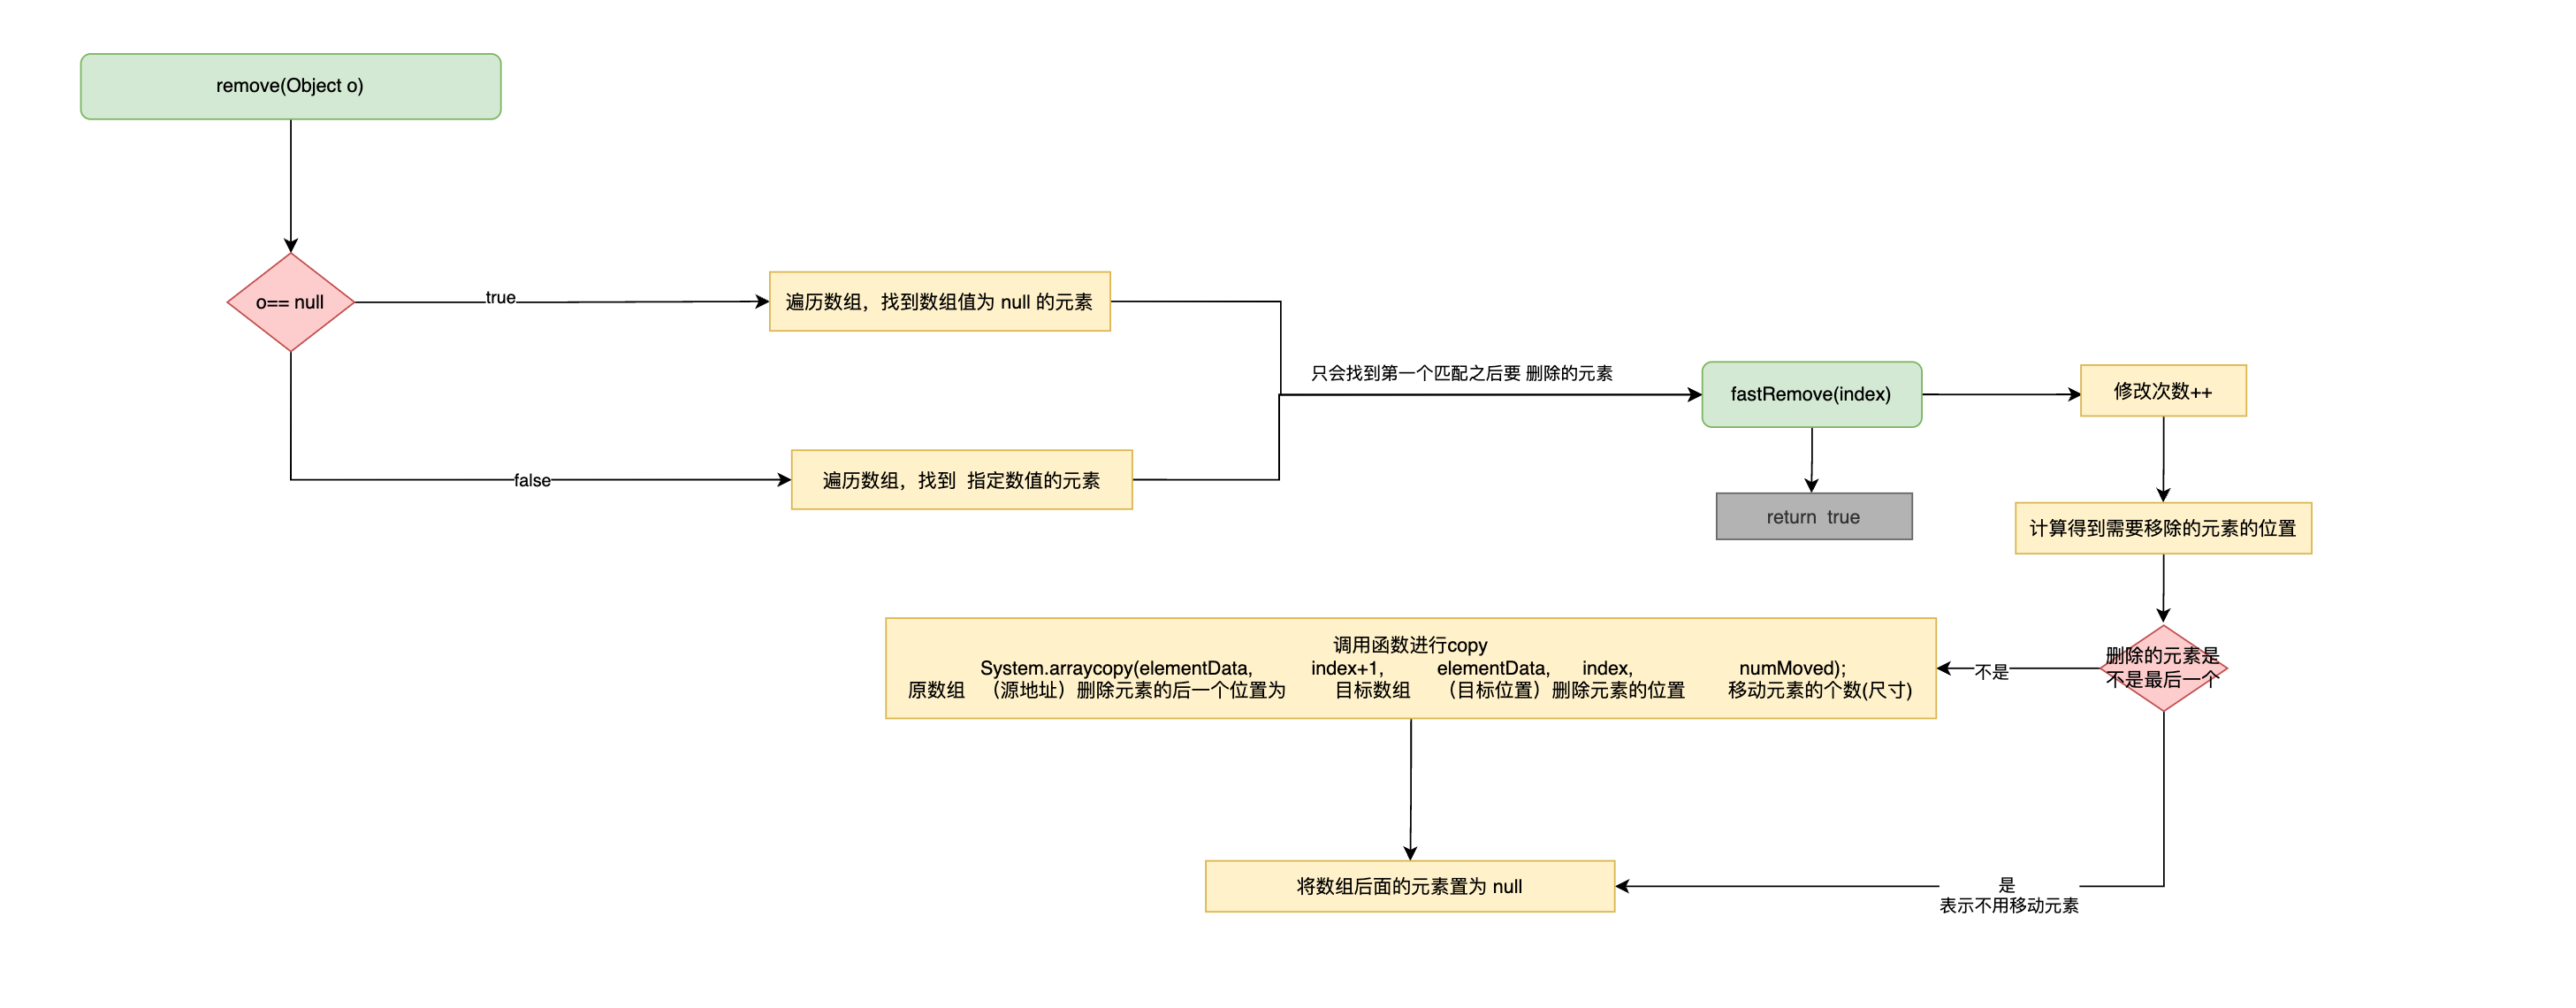 remove(Object o)
o== null
true
遍历数组，找到数组值为 null 的元素
false
遍历数组，找到 指定数值的元素
只会找到第一个匹配之后要 删除的元素
fastRemove(index)
修改次数++
return true
计算得到需要移除的元素的位置
删除的元素是
不是最后一个
不是
调用函数进行copy
System.arraycopy(elementData, index+1, elementData, index, numMoved);
原数组 （源地址）删除元素的后一个位置为 目标数组 （目标位置）删除元素的位置 移动元素的个数(尺寸)
将数组后面的元素置为 null
是
表示不用移动元素